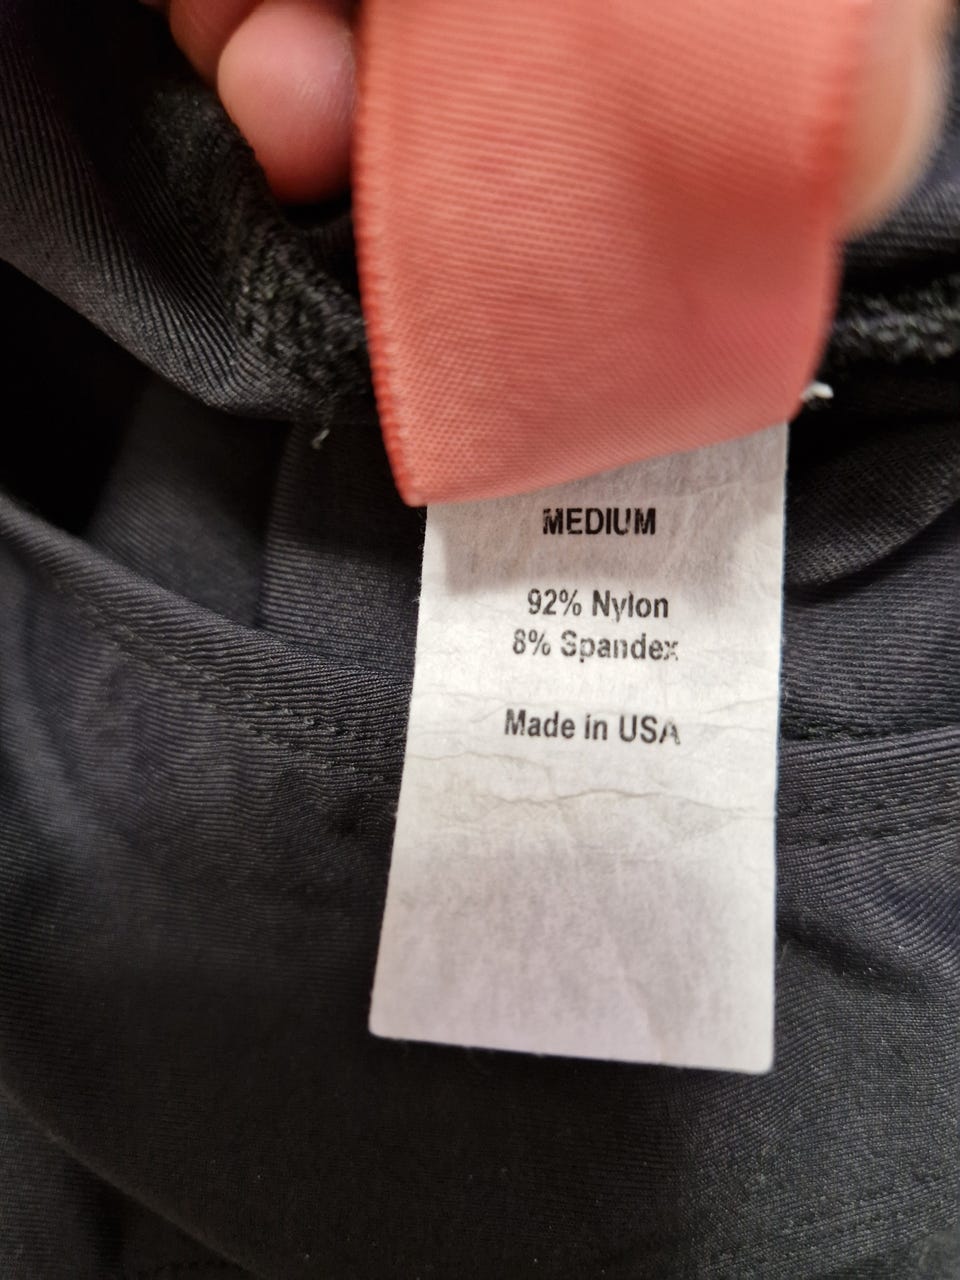 MEDIUM
92% Nylon
8% Spandex
Made in USA